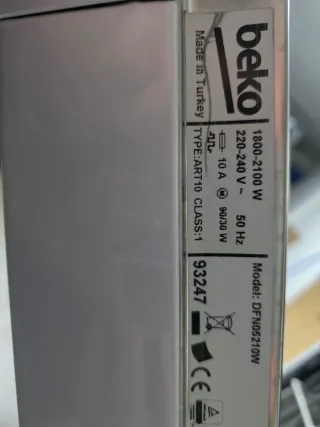 beko
Made in Turkey
1800-2100 W
220-240 V ~ 50 Hz
10 A M 90/30 W
TYPE:ART10 CLASS:1
Model: DFN05210W
93247
CE